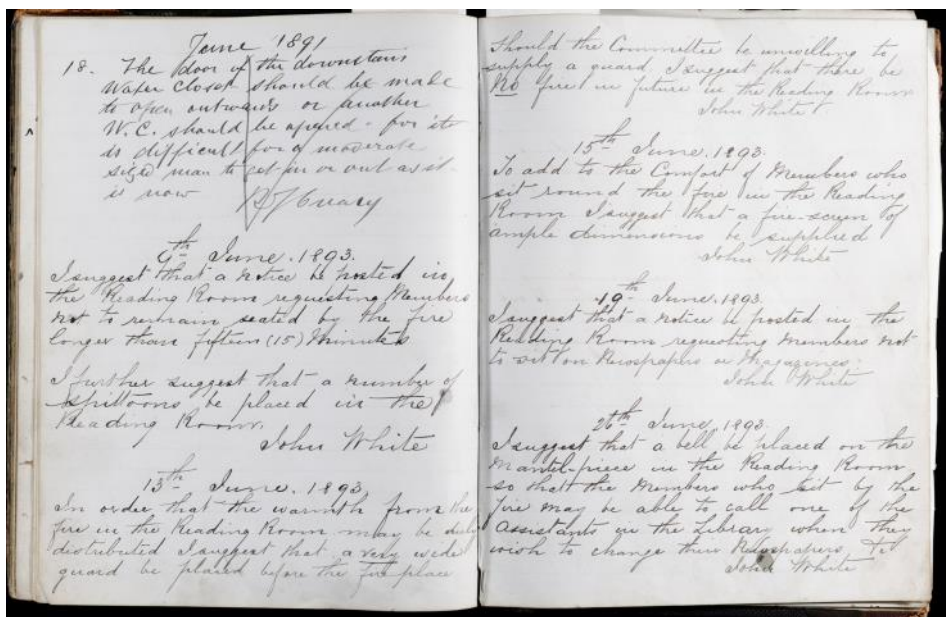 June 1891
18. The door of the downstairs
water closet should be made
to open outwards or another
W.C. should be opened - for it
is difficult for a moderate
sized man to get in or out as it
is now
9th June. 1893.
I suggest that a notice be posted in
the Reading Room requesting Members
not to remain seated by the fire
longer than fifteen (15) Minutes
I further suggest that a number of
spittoons be placed in the
Reading Room.
John White
13th June. 1893.
In order that the warmth from the
fire in the Reading Room may be duly
distributed I suggest that a very wide
guard be placed before the fire place
Should the Committee be unwilling to
supply a guard I suggest that there be
No fire in future in the Reading Room
John White
15th June. 1893.
To add to the Comfort of Members who
sit round the fire in the Reading
Room I suggest that a fire-screen of
ample dimensions be supplied
John White
19th June. 1893.
I suggest that a notice be posted in the
Reading Room requesting members not
to sit on Newspapers or Magazines.
John White
26th June, 1893.
I suggest that a bell be placed on the
Mantel-piece in the Reading Room
so that the Members who sit by the
fire may be able to call one of the
Assistants in the Library when they
wish to change their Newspapers
John White